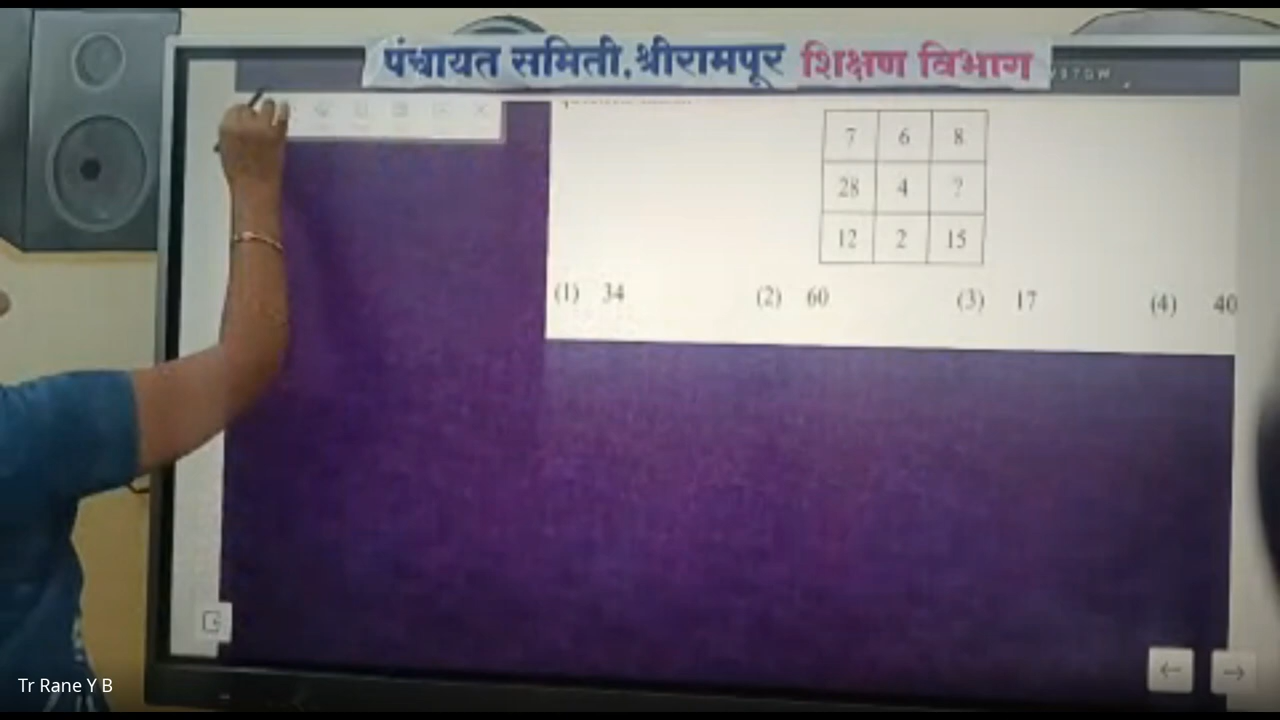 पंचायत समिती,श्रीरामपूर शिक्षण विभाग
7 6 8
28 4 ?
12 2 15
(1) 34 (2) 60 (3) 17 (4) 40
Tr Rane Y B